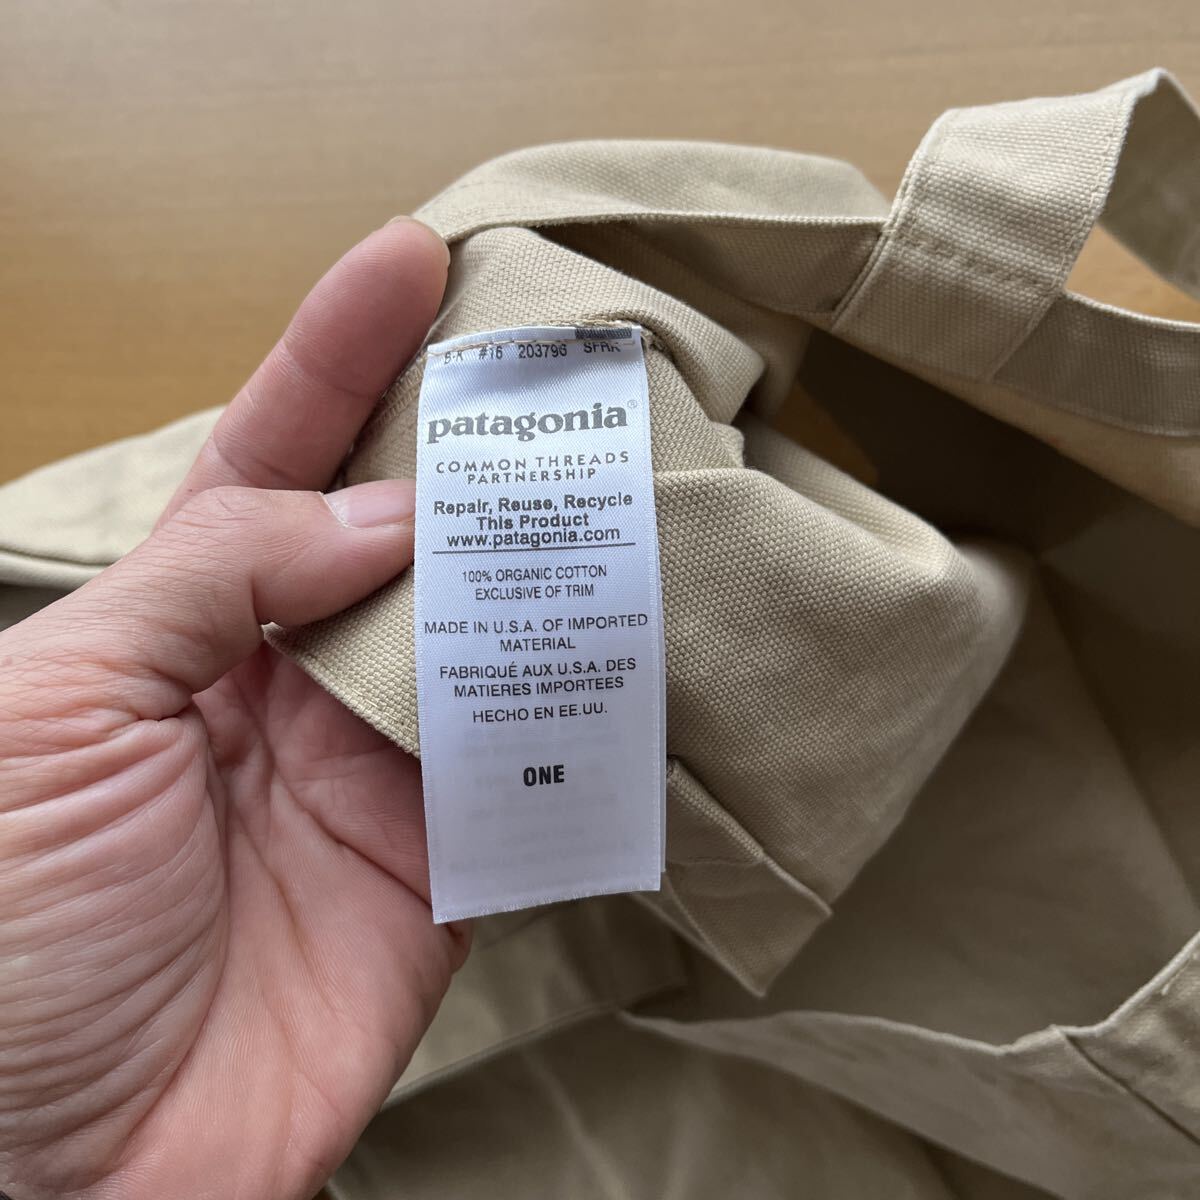 #16 203796
patagonia®
COMMON THREADS
PARTNERSHIP
Repair, Reuse, Recycle
This Product
www.patagonia.com
100% ORGANIC COTTON
EXCLUSIVE OF TRIM
MADE IN U.S.A. OF IMPORTED
MATERIAL
FABRIQUÉ AUX U.S.A. DES
MATIERES IMPORTEES
HECHO EN EE.UU.
ONE